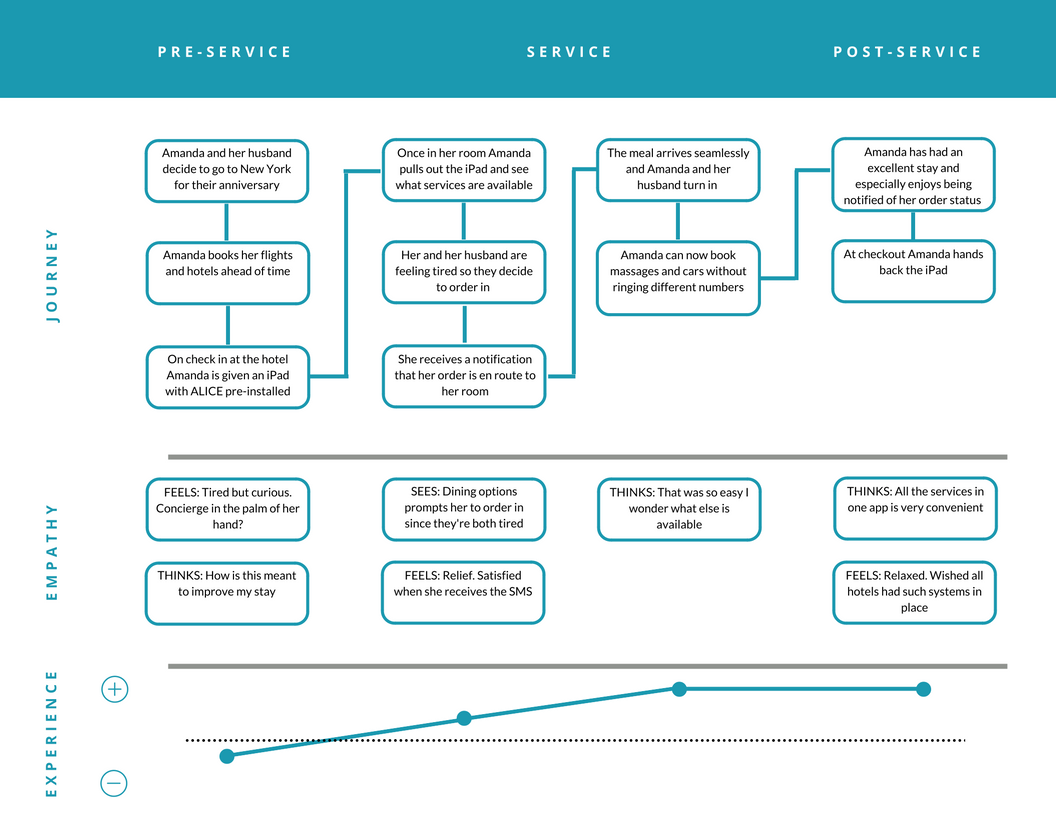 PRE-SERVICE
SERVICE
POST-SERVICE
JOURNEY
Amanda and her husband
decide to go to New York
for their anniversary
Amanda books her flights
and hotels ahead of time
On check in at the hotel
Amanda is given an iPad
with ALICE pre-installed
Once in her room Amanda
pulls out the iPad and see
what services are available
Her and her husband are
feeling tired so they decide
to order in
She receives a notification
that her order is en route to
her room
The meal arrives seamlessly
and Amanda and her
husband turn in
Amanda can now book
massages and cars without
ringing different numbers
Amanda has had an
excellent stay and
especially enjoys being
notified of her order status
At checkout Amanda hands
back the iPad
EMPATHY
FEELS: Tired but curious.
Concierge in the palm of her
hand?
THINKS: How is this meant
to improve my stay
SEES: Dining options
prompts her to order in
since they're both tired
FEELS: Relief. Satisfied
when she receives the SMS
THINKS: That was so easy I
wonder what else is
available
THINKS: All the services in
one app is very convenient
FEELS: Relaxed. Wished all
hotels had such systems in
place
EXPERIENCE